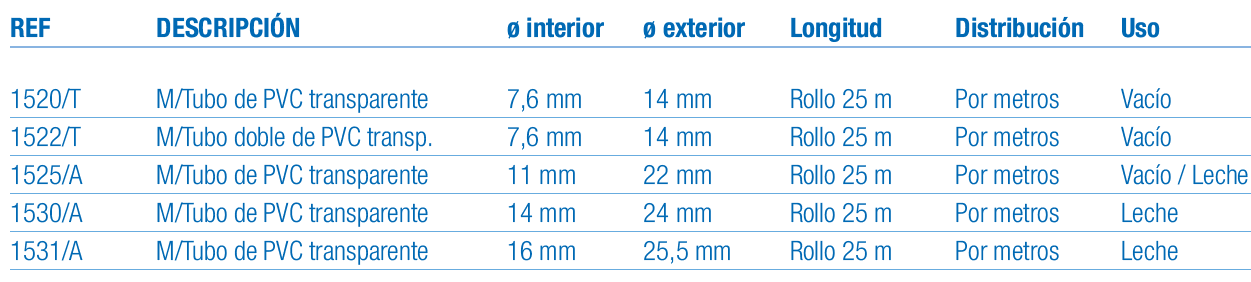 REF DESCRIPCIÓN ø interior ø exterior Longitud Distribución Uso
1520/T M/Tubo de PVC transparente 7,6 mm 14 mm Rollo 25 m Por metros Vacío
1522/T M/Tubo doble de PVC transp. 7,6 mm 14 mm Rollo 25 m Por metros Vacío
1525/A M/Tubo de PVC transparente 11 mm 22 mm Rollo 25 m Por metros Vacío / Leche
1530/A M/Tubo de PVC transparente 14 mm 24 mm Rollo 25 m Por metros Leche
1531/A M/Tubo de PVC transparente 16 mm 25,5 mm Rollo 25 m Por metros Leche